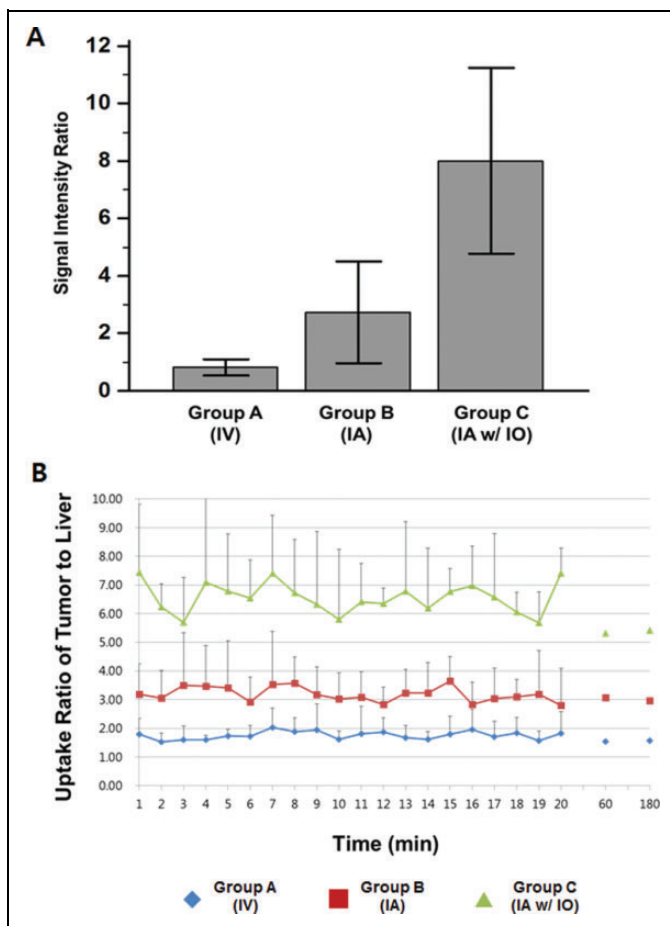 A
12
10
8
6
4
2
0
Signal Intensity Ratio
Group A Group B Group C
(IV) (IA) (IA w/ IO)
B
10.00
9.00
8.00
7.00
6.00
5.00
4.00
3.00
2.00
1.00
0.00
Uptake Ratio of Tumor to Liver
1 2 3 4 5 6 7 8 9 10 11 12 13 14 15 16 17 18 19 20 60 180
Time (min)
Group A Group B Group C
(IV) (IA) (IA w/ IO)